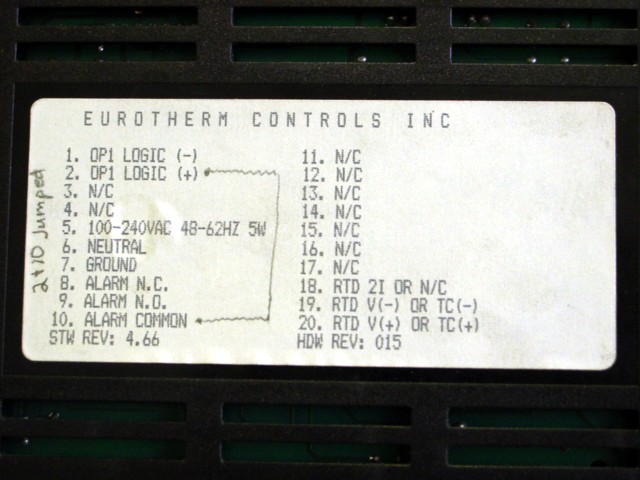 EUROTHERM CONTROLS INC
1. OP1 LOGIC (-)
2. OP1 LOGIC (+)
3. N/C
4. N/C
5. 100-240VAC 48-62HZ 5W
6. NEUTRAL
7. GROUND
8. ALARM N.C.
9. ALARM N.O.
10. ALARM COMMON
STW REV: 4.66
11. N/C
12. N/C
13. N/C
14. N/C
15. N/C
16. N/C
17. N/C
18. RTD 2I OR N/C
19. RTD V(-) OR TC(-)
20. RTD V(+) OR TC(+)
HDW REV: 015
2+10 Jumped